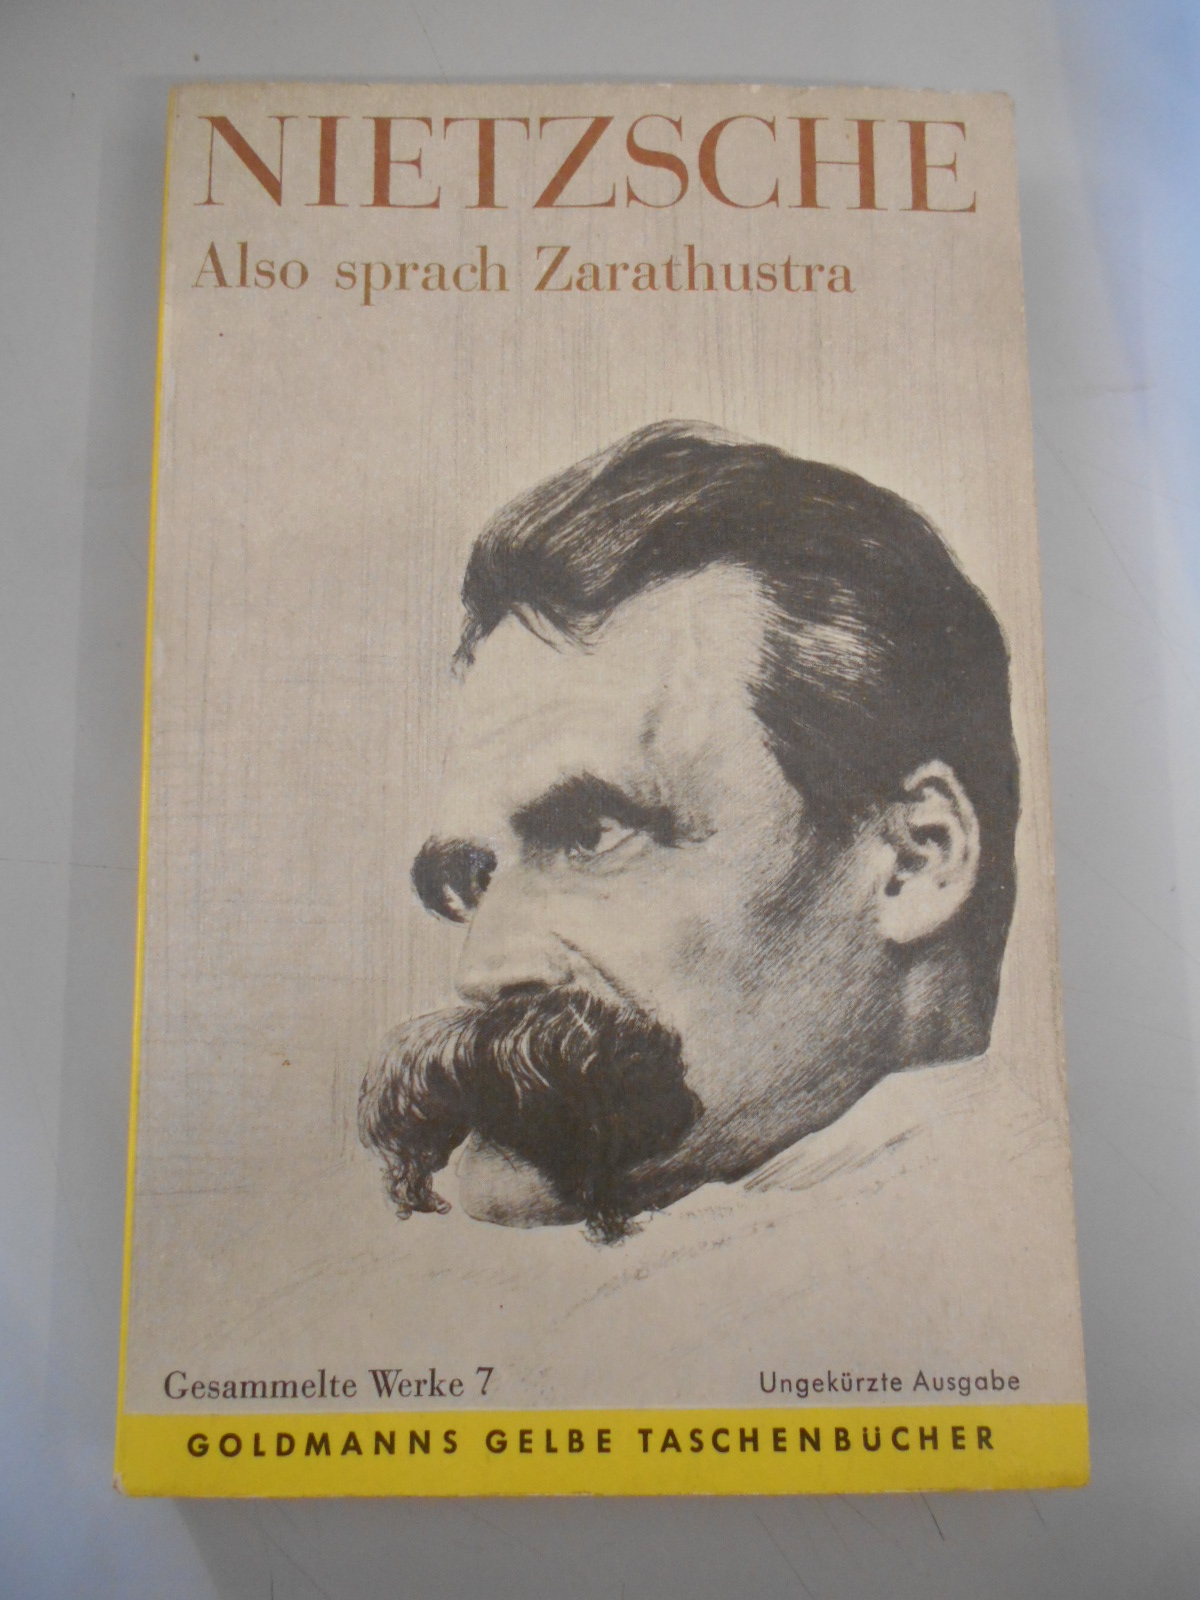 NIETZSCHE
Also sprach Zarathustra
Gesammelte Werke 7
Ungekürzte Ausgabe
GOLDMANNS GELBE TASCHENBÜCHER